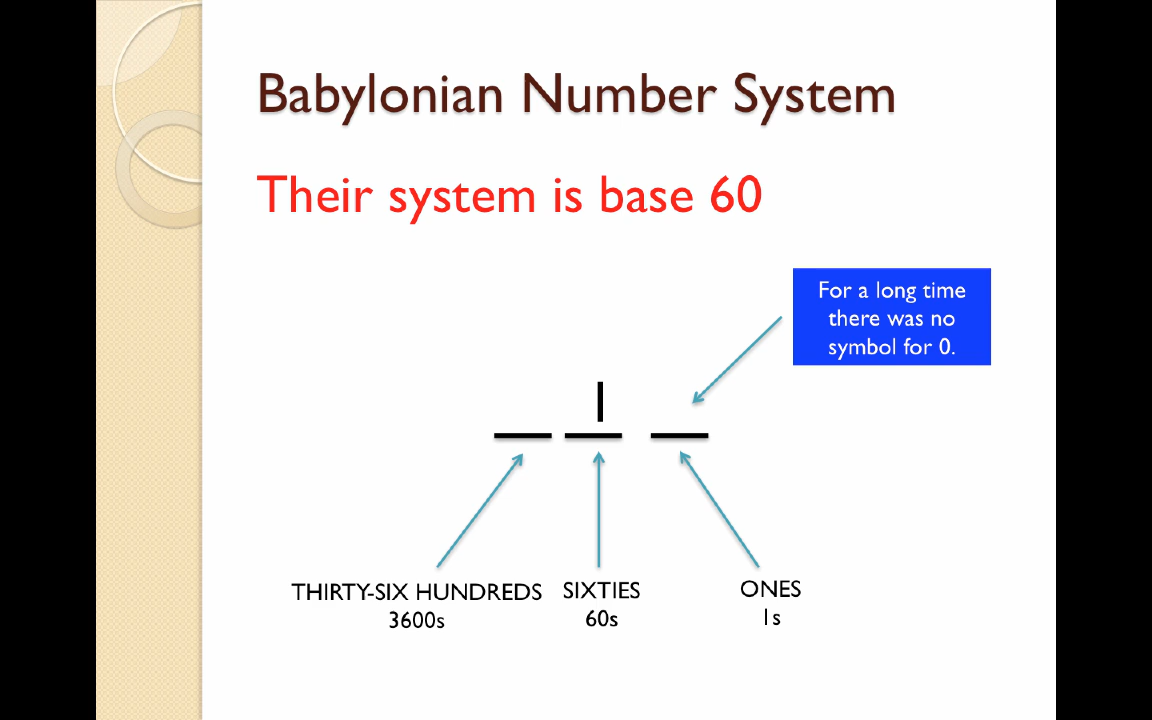 Babylonian Number System
Their system is base 60
For a long time
there was no
symbol for 0.
1
THIRTY-SIX HUNDREDS
3600s
SIXTIES
60s
ONES
1s